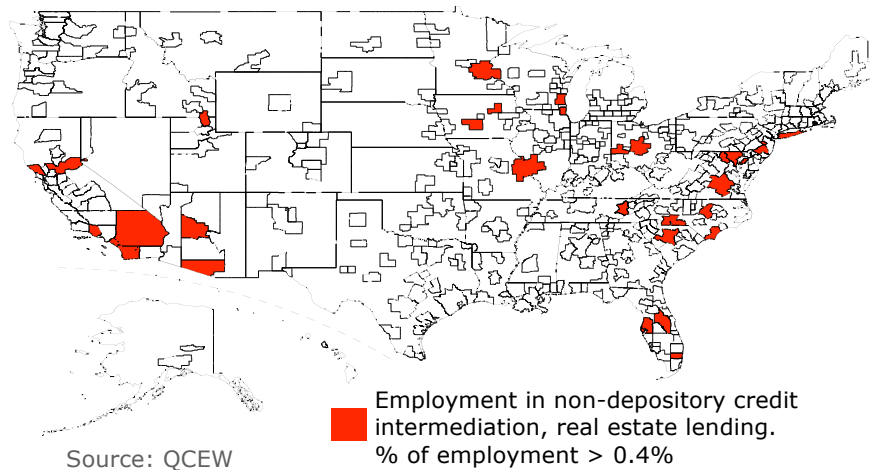 Employment in non-depository credit
intermediation, real estate lending.
% of employment > 0.4%
Source: QCEW